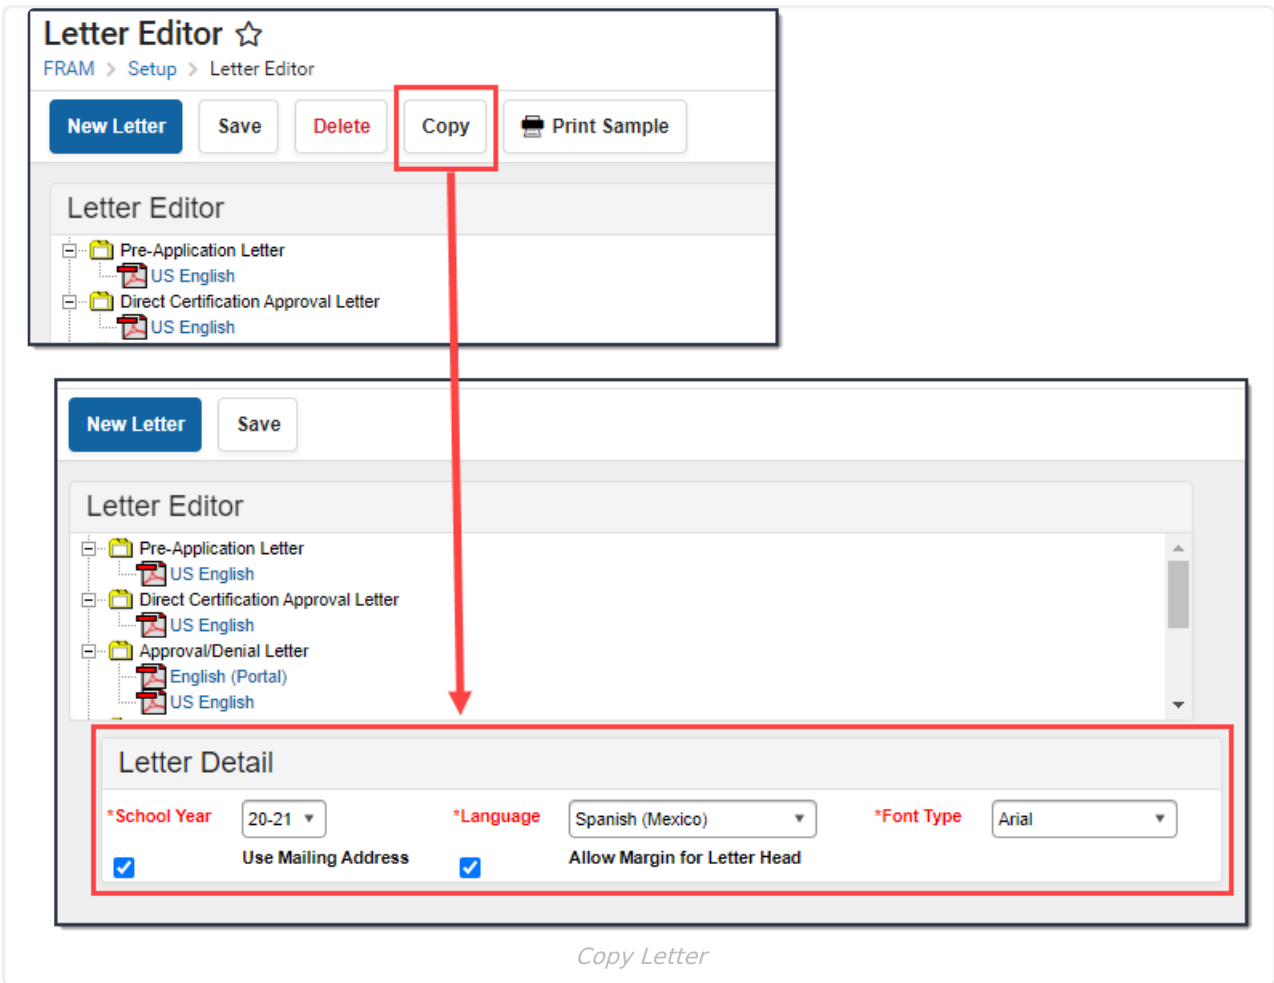 Letter Editor
FRAM > Setup > Letter Editor
New Letter Save Delete Copy Print Sample
Letter Editor
Pre-Application Letter
US English
Direct Certification Approval Letter
US English
New Letter Save
Letter Editor
Pre-Application Letter
US English
Direct Certification Approval Letter
US English
Approval/Denial Letter
English (Portal)
US English
Letter Detail
*School Year 20-21 *Language Spanish (Mexico) *Font Type Arial
Use Mailing Address Allow Margin for Letter Head
Copy Letter